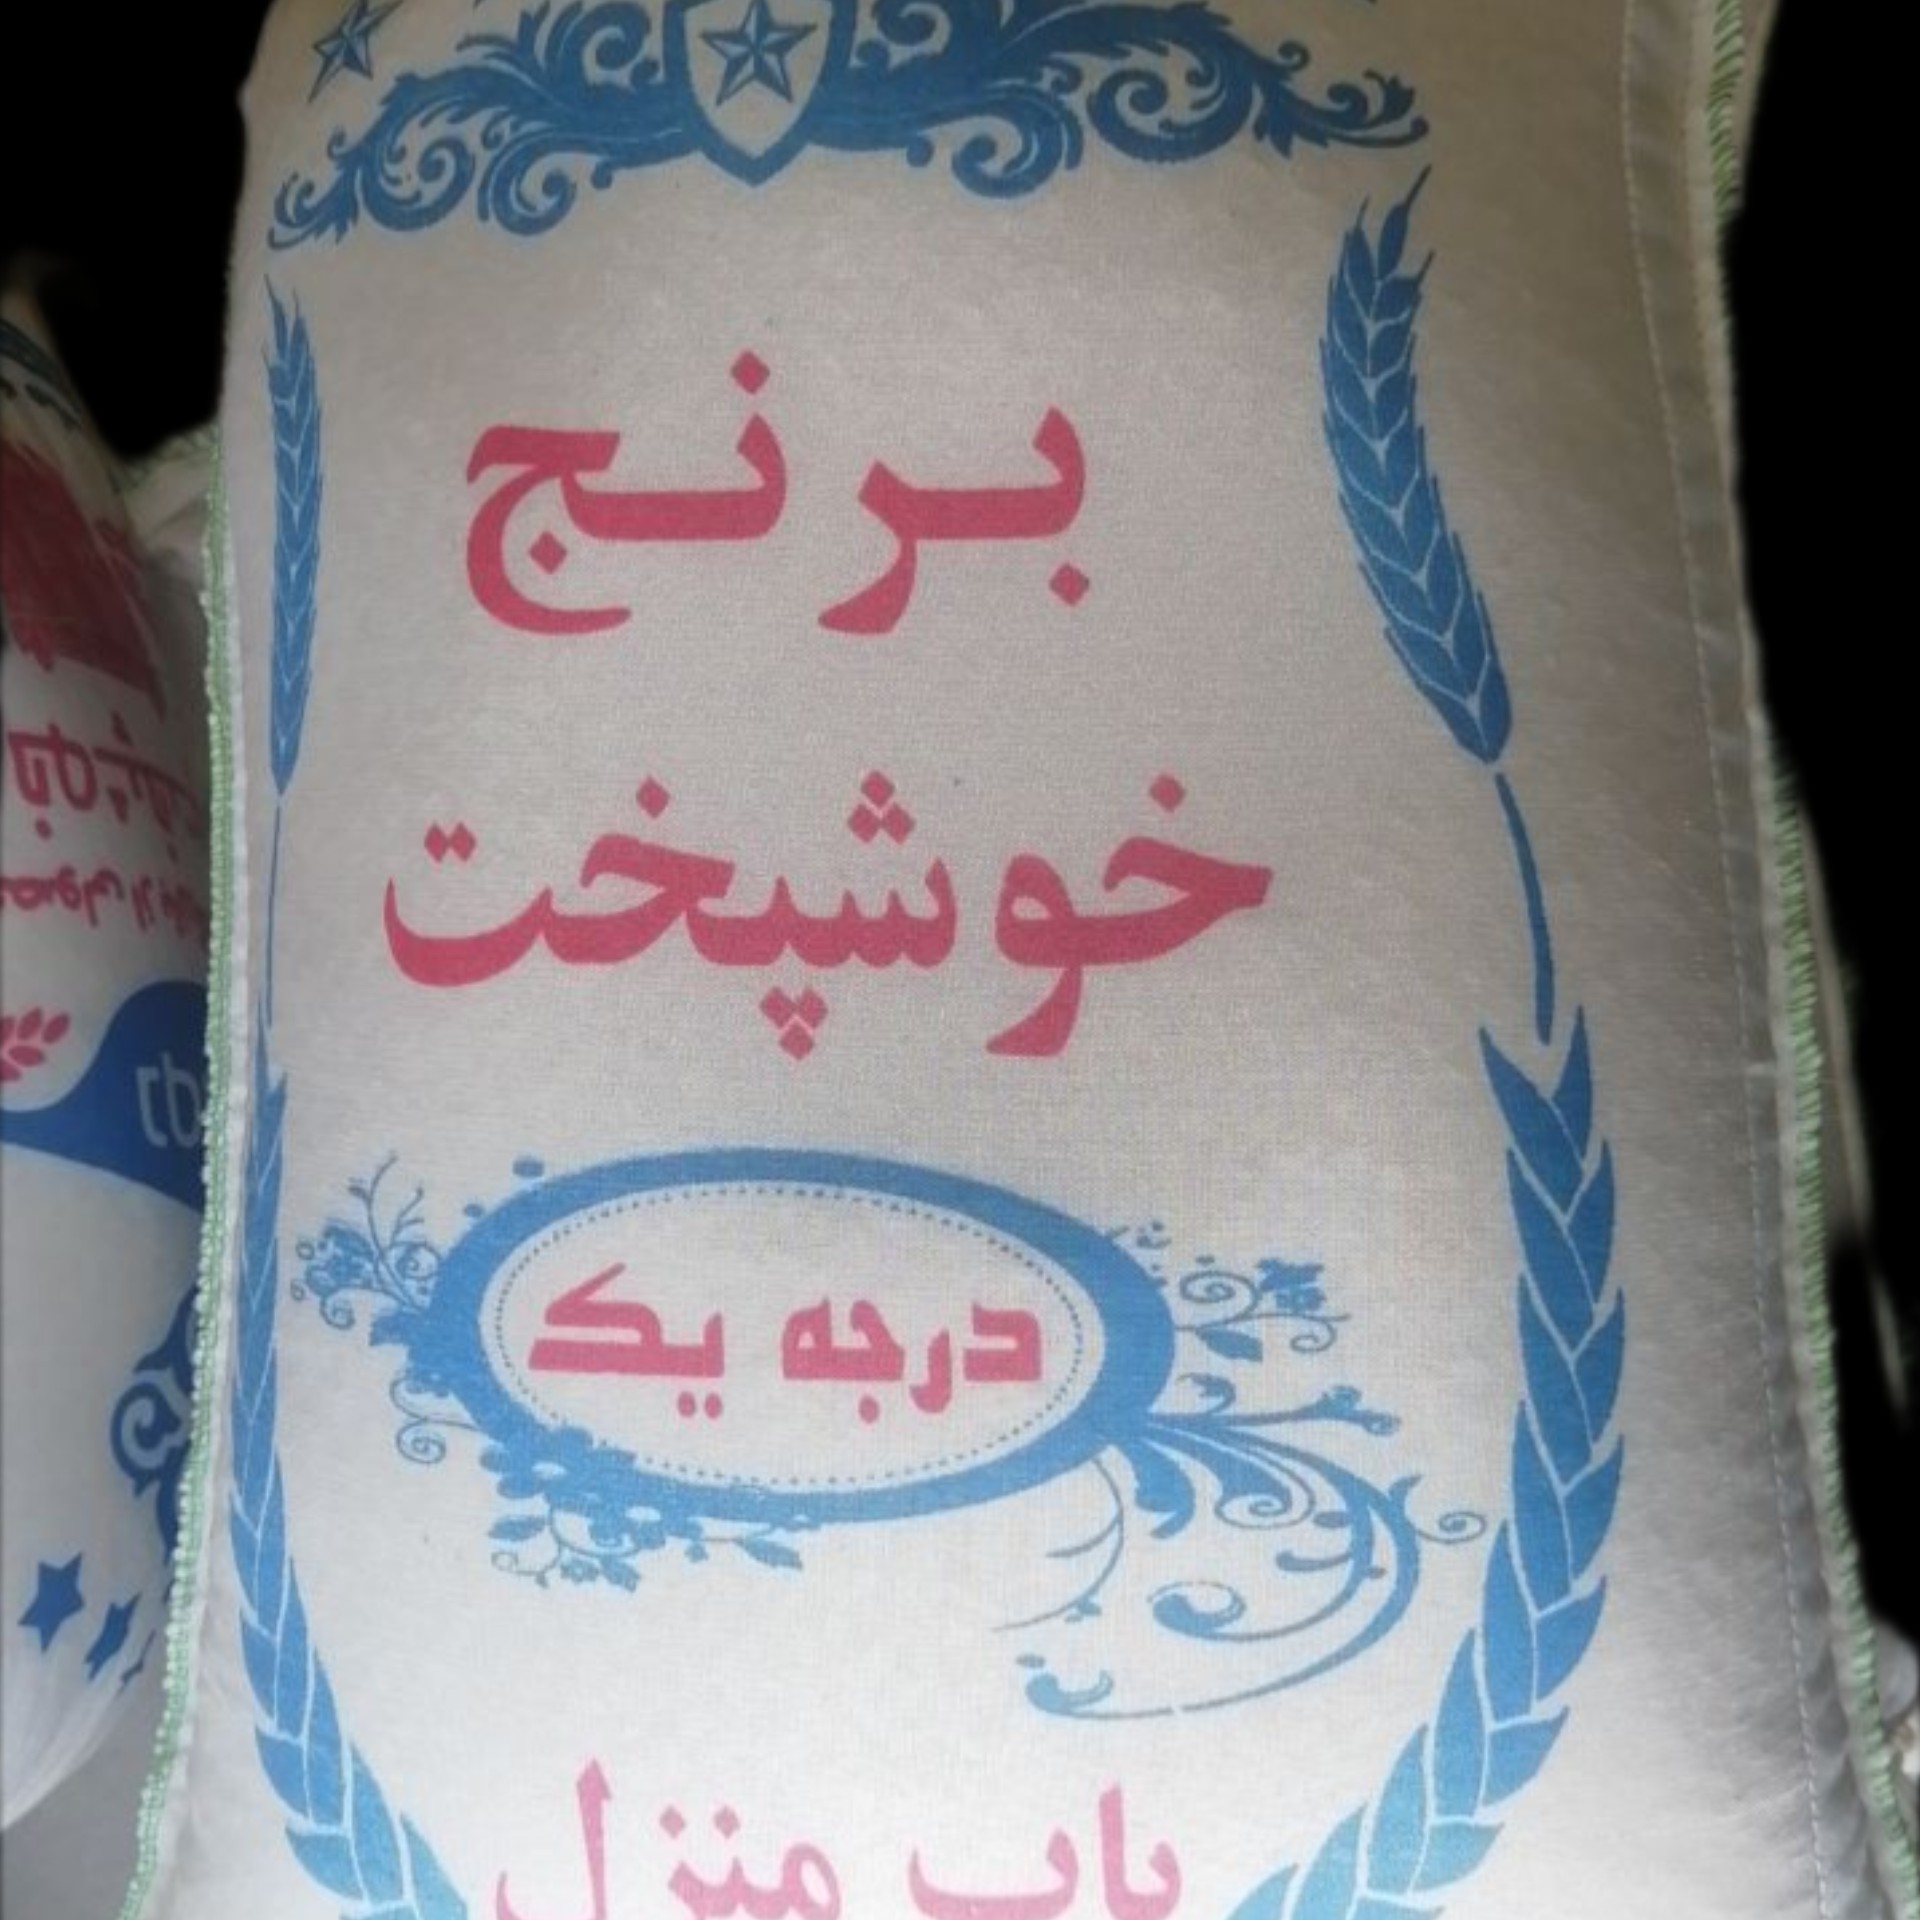 برنج
خوشپخت
درجه یک
باب منزل